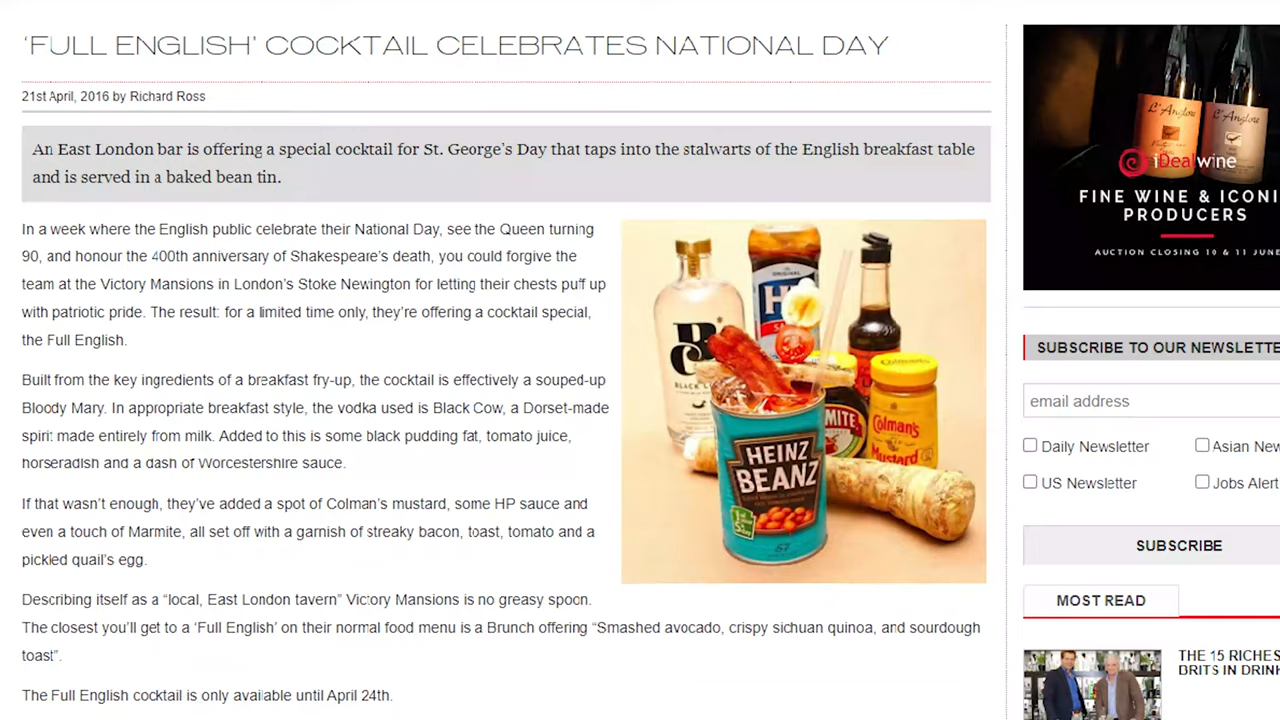 ‘FULL ENGLISH’ COCKTAIL CELEBRATES NATIONAL DAY
21st April, 2016 by Richard Ross
An East London bar is offering a special cocktail for St. George’s Day that taps into the stalwarts of the English breakfast table
and is served in a baked bean tin.
In a week where the English public celebrate their National Day, see the Queen turning
90, and honour the 400th anniversary of Shakespeare’s death, you could forgive the
team at the Victory Mansions in London’s Stoke Newington for letting their chests puff up
with patriotic pride. The result: for a limited time only, they’re offering a cocktail special,
the Full English.
Built from the key ingredients of a breakfast fry-up, the cocktail is effectively a souped-up
Bloody Mary. In appropriate breakfast style, the vodka used is Black Cow, a Dorset-made
spirit made entirely from milk. Added to this is some black pudding fat, tomato juice,
horseradish and a dash of Worcestershire sauce.
If that wasn’t enough, they’ve added a spot of Colman’s mustard, some HP sauce and
even a touch of Marmite, all set off with a garnish of streaky bacon, toast, tomato and a
pickled quail’s egg.
Describing itself as a “local, East London tavern” Victory Mansions is no greasy spoon.
The closest you’ll get to a ‘Full English’ on their normal food menu is a Brunch offering “Smashed avocado, crispy sichuan quinoa, and sourdough
toast”.
The Full English cocktail is only available until April 24th.
ORIGINAL
H
BC
BLACK
MITE
Colman's
Mustard
HEINZ
BEANZ
57
L'Anglore
L'Anglore
iDealwine
FINE WINE & ICONI
PRODUCERS
AUCTION CLOSING 10 & 11 JUNE
SUBSCRIBE TO OUR NEWSLETTE
email address
Daily Newsletter
Asian New
US Newsletter
Jobs Alert
SUBSCRIBE
MOST READ
THE 15 RICHES
BRITS IN DRIN